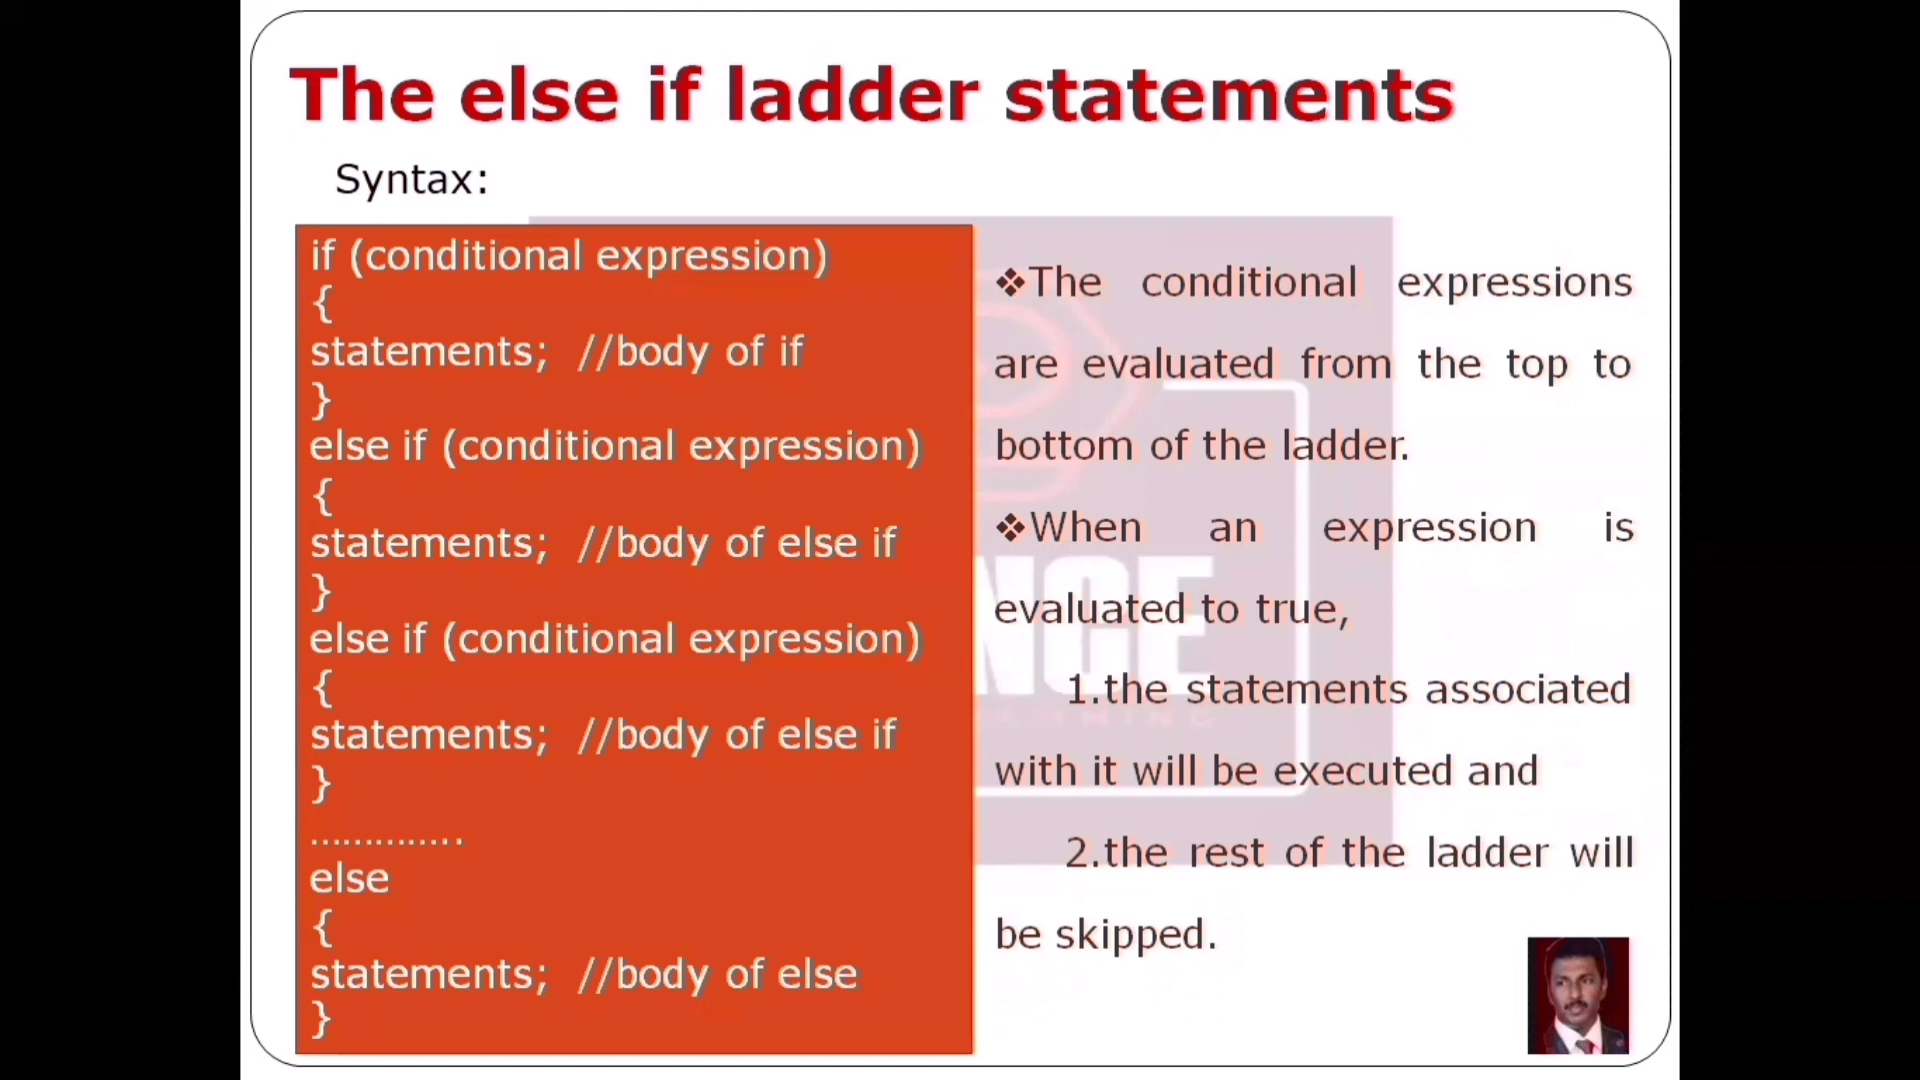 The else if ladder statements
Syntax:
if (conditional expression)
{
statements; //body of if
}
else if (conditional expression)
{
statements; //body of else if
}
else if (conditional expression)
{
statements; //body of else if
}
..............
else
{
statements; //body of else
}
❖The conditional expressions
are evaluated from the top to
bottom of the ladder.
❖When an expression is
evaluated to true,
1.the statements associated
with it will be executed and
2.the rest of the ladder will
be skipped.